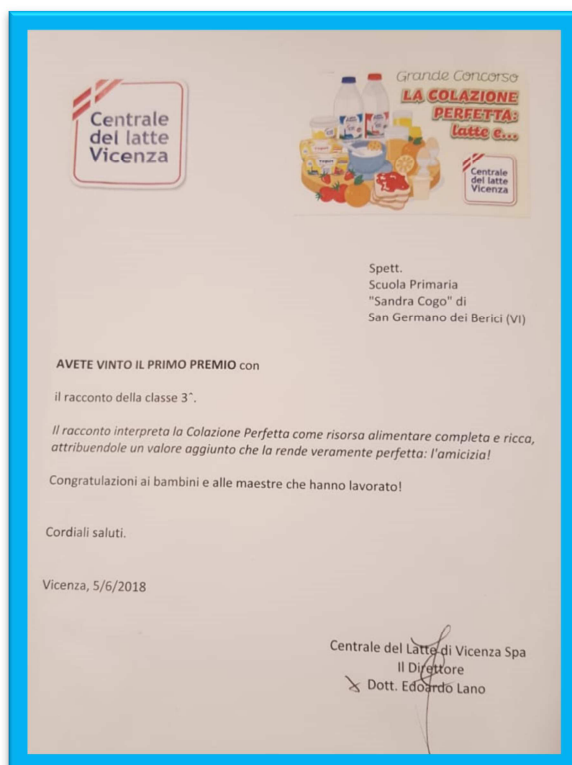 Centrale
del latte
Vicenza
Grande Concorso
LA COLAZIONE
PERFETTA:
latte e...
Centrale
del latte
Vicenza
Spett.
Scuola Primaria
"Sandra Cogo" di
San Germano dei Berici (VI)
AVETE VINTO IL PRIMO PREMIO con
il racconto della classe 3^.
Il racconto interpreta la Colazione Perfetta come risorsa alimentare completa e ricca,
attribuendole un valore aggiunto che la rende veramente perfetta: l'amicizia!
Congratulazioni ai bambini e alle maestre che hanno lavorato!
Cordiali saluti.
Vicenza, 5/6/2018
Centrale del Latte di Vicenza Spa
Il Direttore
Dott. Edoardo Lano